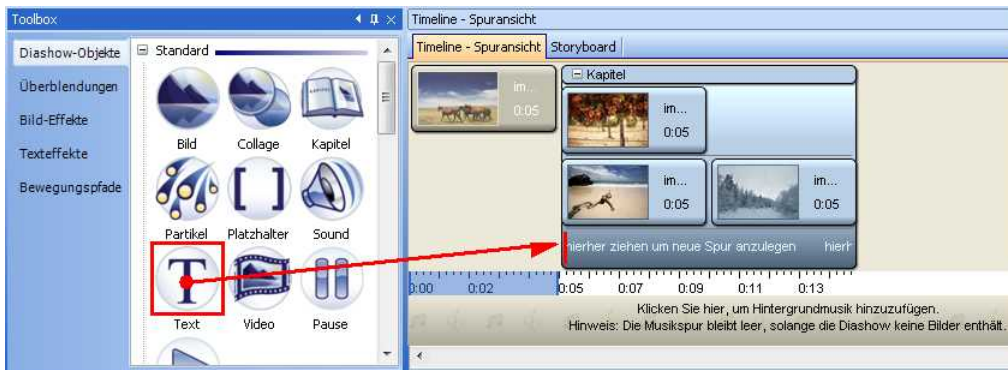 Toolbox
Diashow-Objekte
Überblendungen
Bild-Effekte
Texteffekte
Bewegungspfade
Standard
Bild
Collage
Kapitel
Partikel
Platzhalter
Sound
T
Text
Video
Pause
Timeline - Spuransicht
Timeline - Spuransicht
Storyboard
im...
0:05
Kapitel
im...
0:05
im...
0:05
im...
0:05
hierher ziehen um neue Spur anzulegen hierh
0:00 0:02 0:05 0:07 0:09 0:11 0:13
Klicken Sie hier, um Hintergrundmusik hinzuzufügen.
Hinweis: Die Musikspur bleibt leer, solange die Diashow keine Bilder enthält.